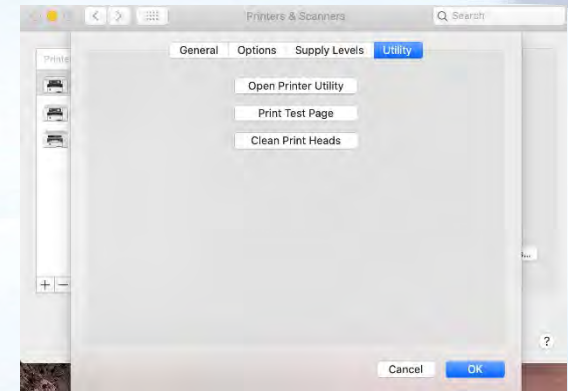 Printers & Scanners
Search
General Options Supply Levels Utility
Printe
Open Printer Utility
Print Test Page
Clean Print Heads
+ −
?
Cancel OK